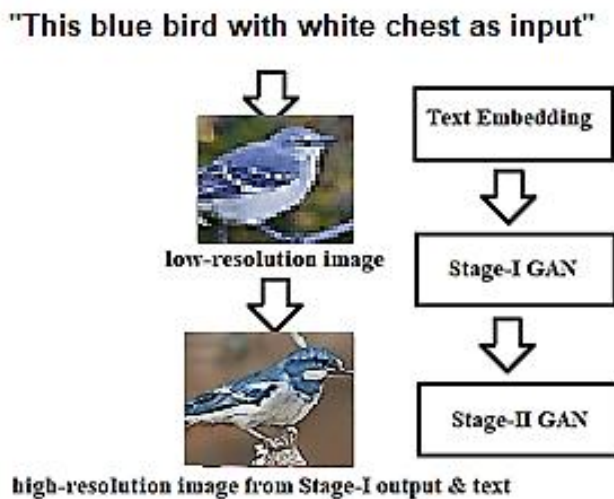 "This blue bird with white chest as input"
Text Embedding
low-resolution image
Stage-I GAN
Stage-II GAN
high-resolution image from Stage-I output & text